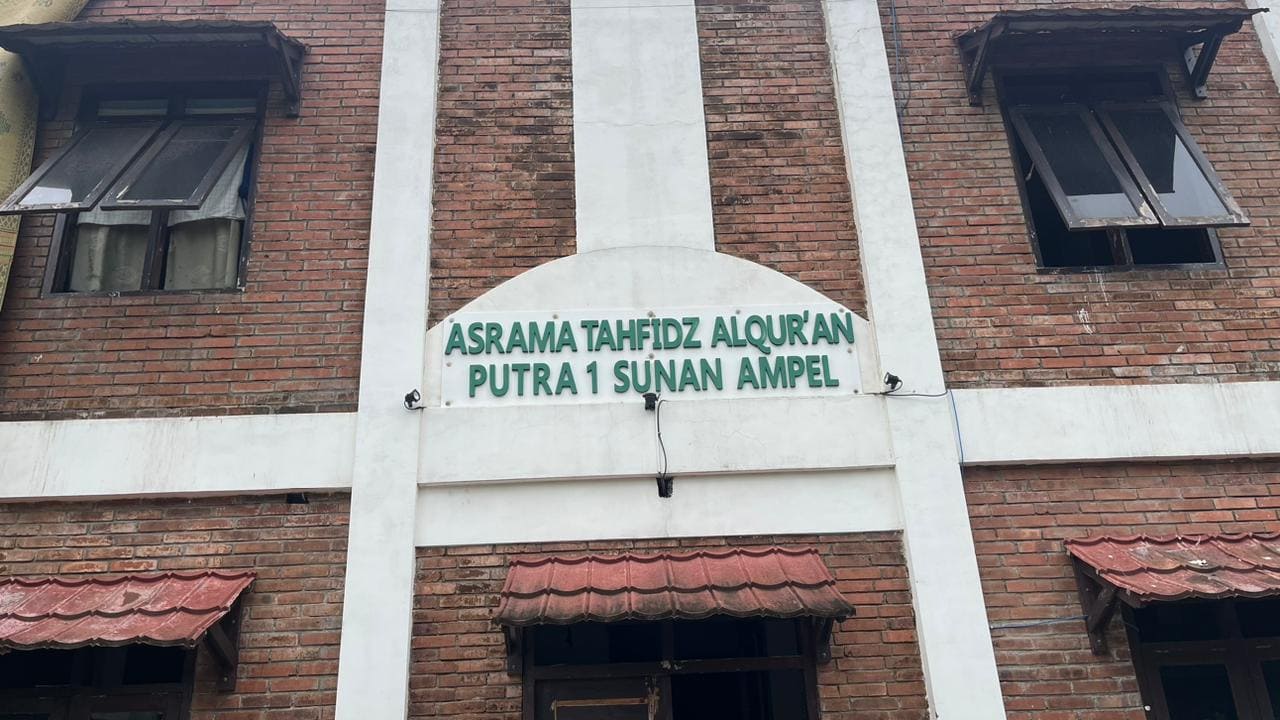 ASRAMA TAHFIDZ ALQUR'AN
PUTRA 1 SUNAN AMPEL